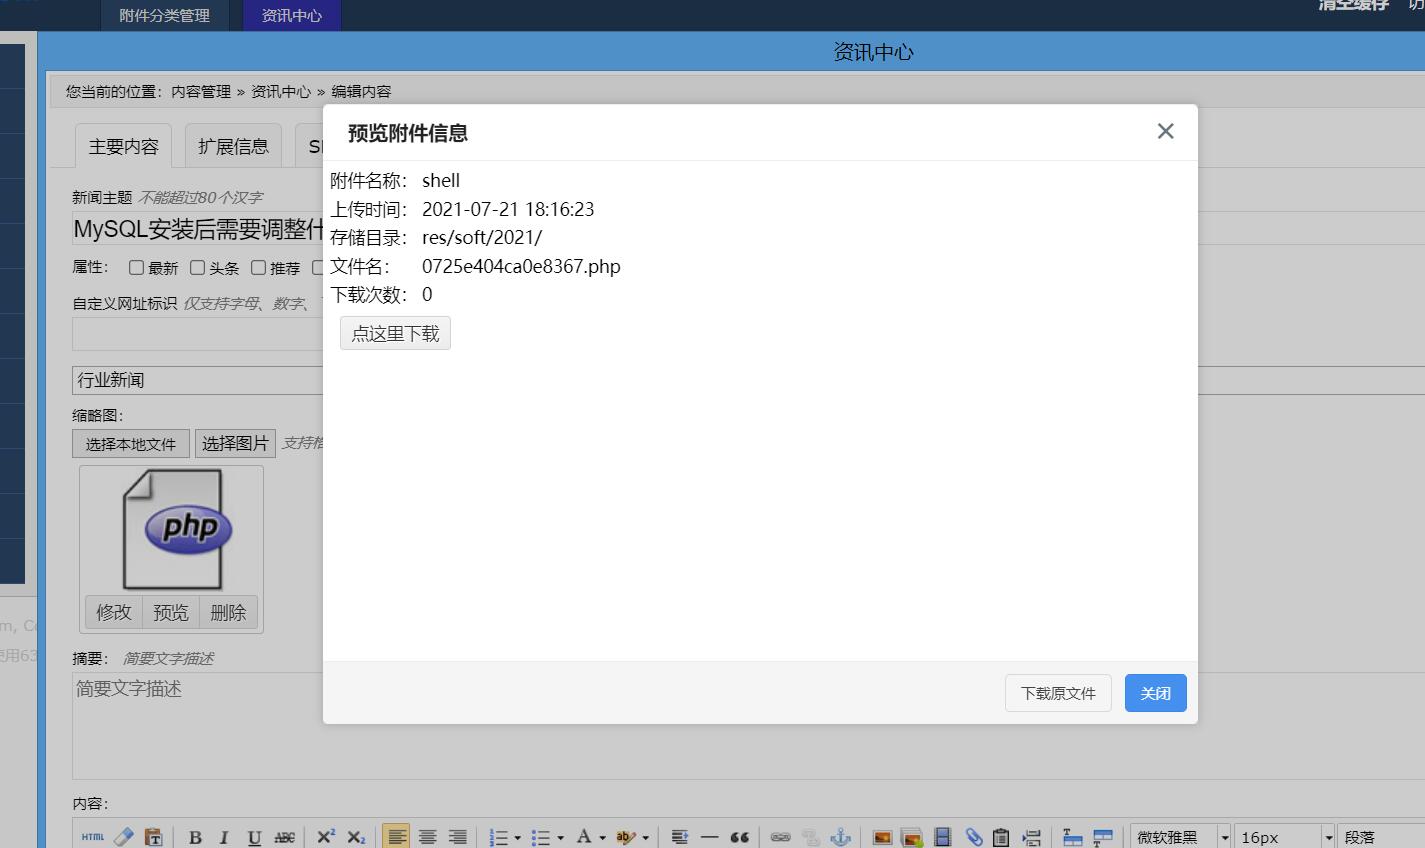 附件分类管理
资讯中心
清空缓存
资讯中心
您当前的位置：内容管理 » 资讯中心 » 编辑内容
主要内容
扩展信息
新闻主题 不能超过80个汉字
MySQL安装后需要调整什
属性： 最新 头条 推荐
自定义网址标识 仅支持字母、数字、
行业新闻
缩略图：
选择本地文件 选择图片 支持
php
修改 预览 删除
摘要： 简要文字描述
简要文字描述
内容：
HTML B I U ABC X² X₂ A ab 微软雅黑 16px 段落
预览附件信息
附件名称： shell
上传时间： 2021-07-21 18:16:23
存储目录： res/soft/2021/
文件名： 0725e404ca0e8367.php
下载次数： 0
点这里下载
下载原文件 关闭